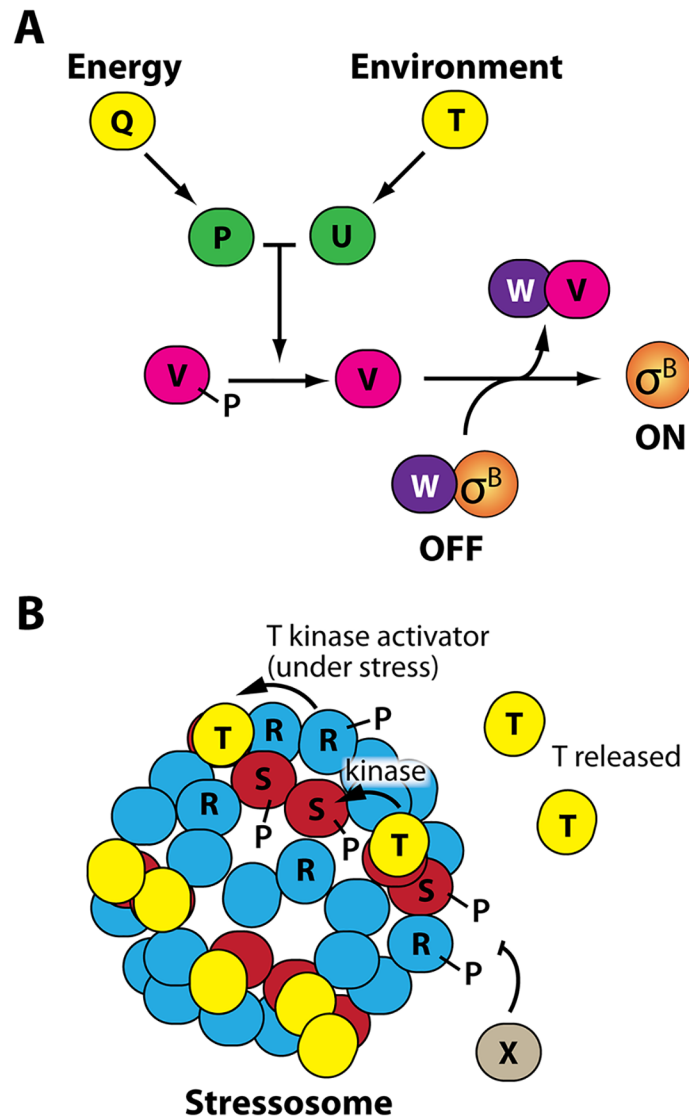 A
Energy
Environment
Q
T
P
U
W V
V
P
V
σB
ON
W σB
OFF
B
T kinase activator
(under stress)
T R R P
T
T released
kinase
S
S
R
P
P
T
T
R
S
P
R
P
X
Stressosome